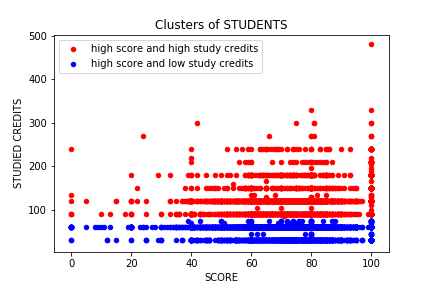 Clusters of STUDENTS
high score and high study credits
high score and low study credits
STUDIED CREDITS
500
400
300
200
100
0 20 40 60 80 100
SCORE